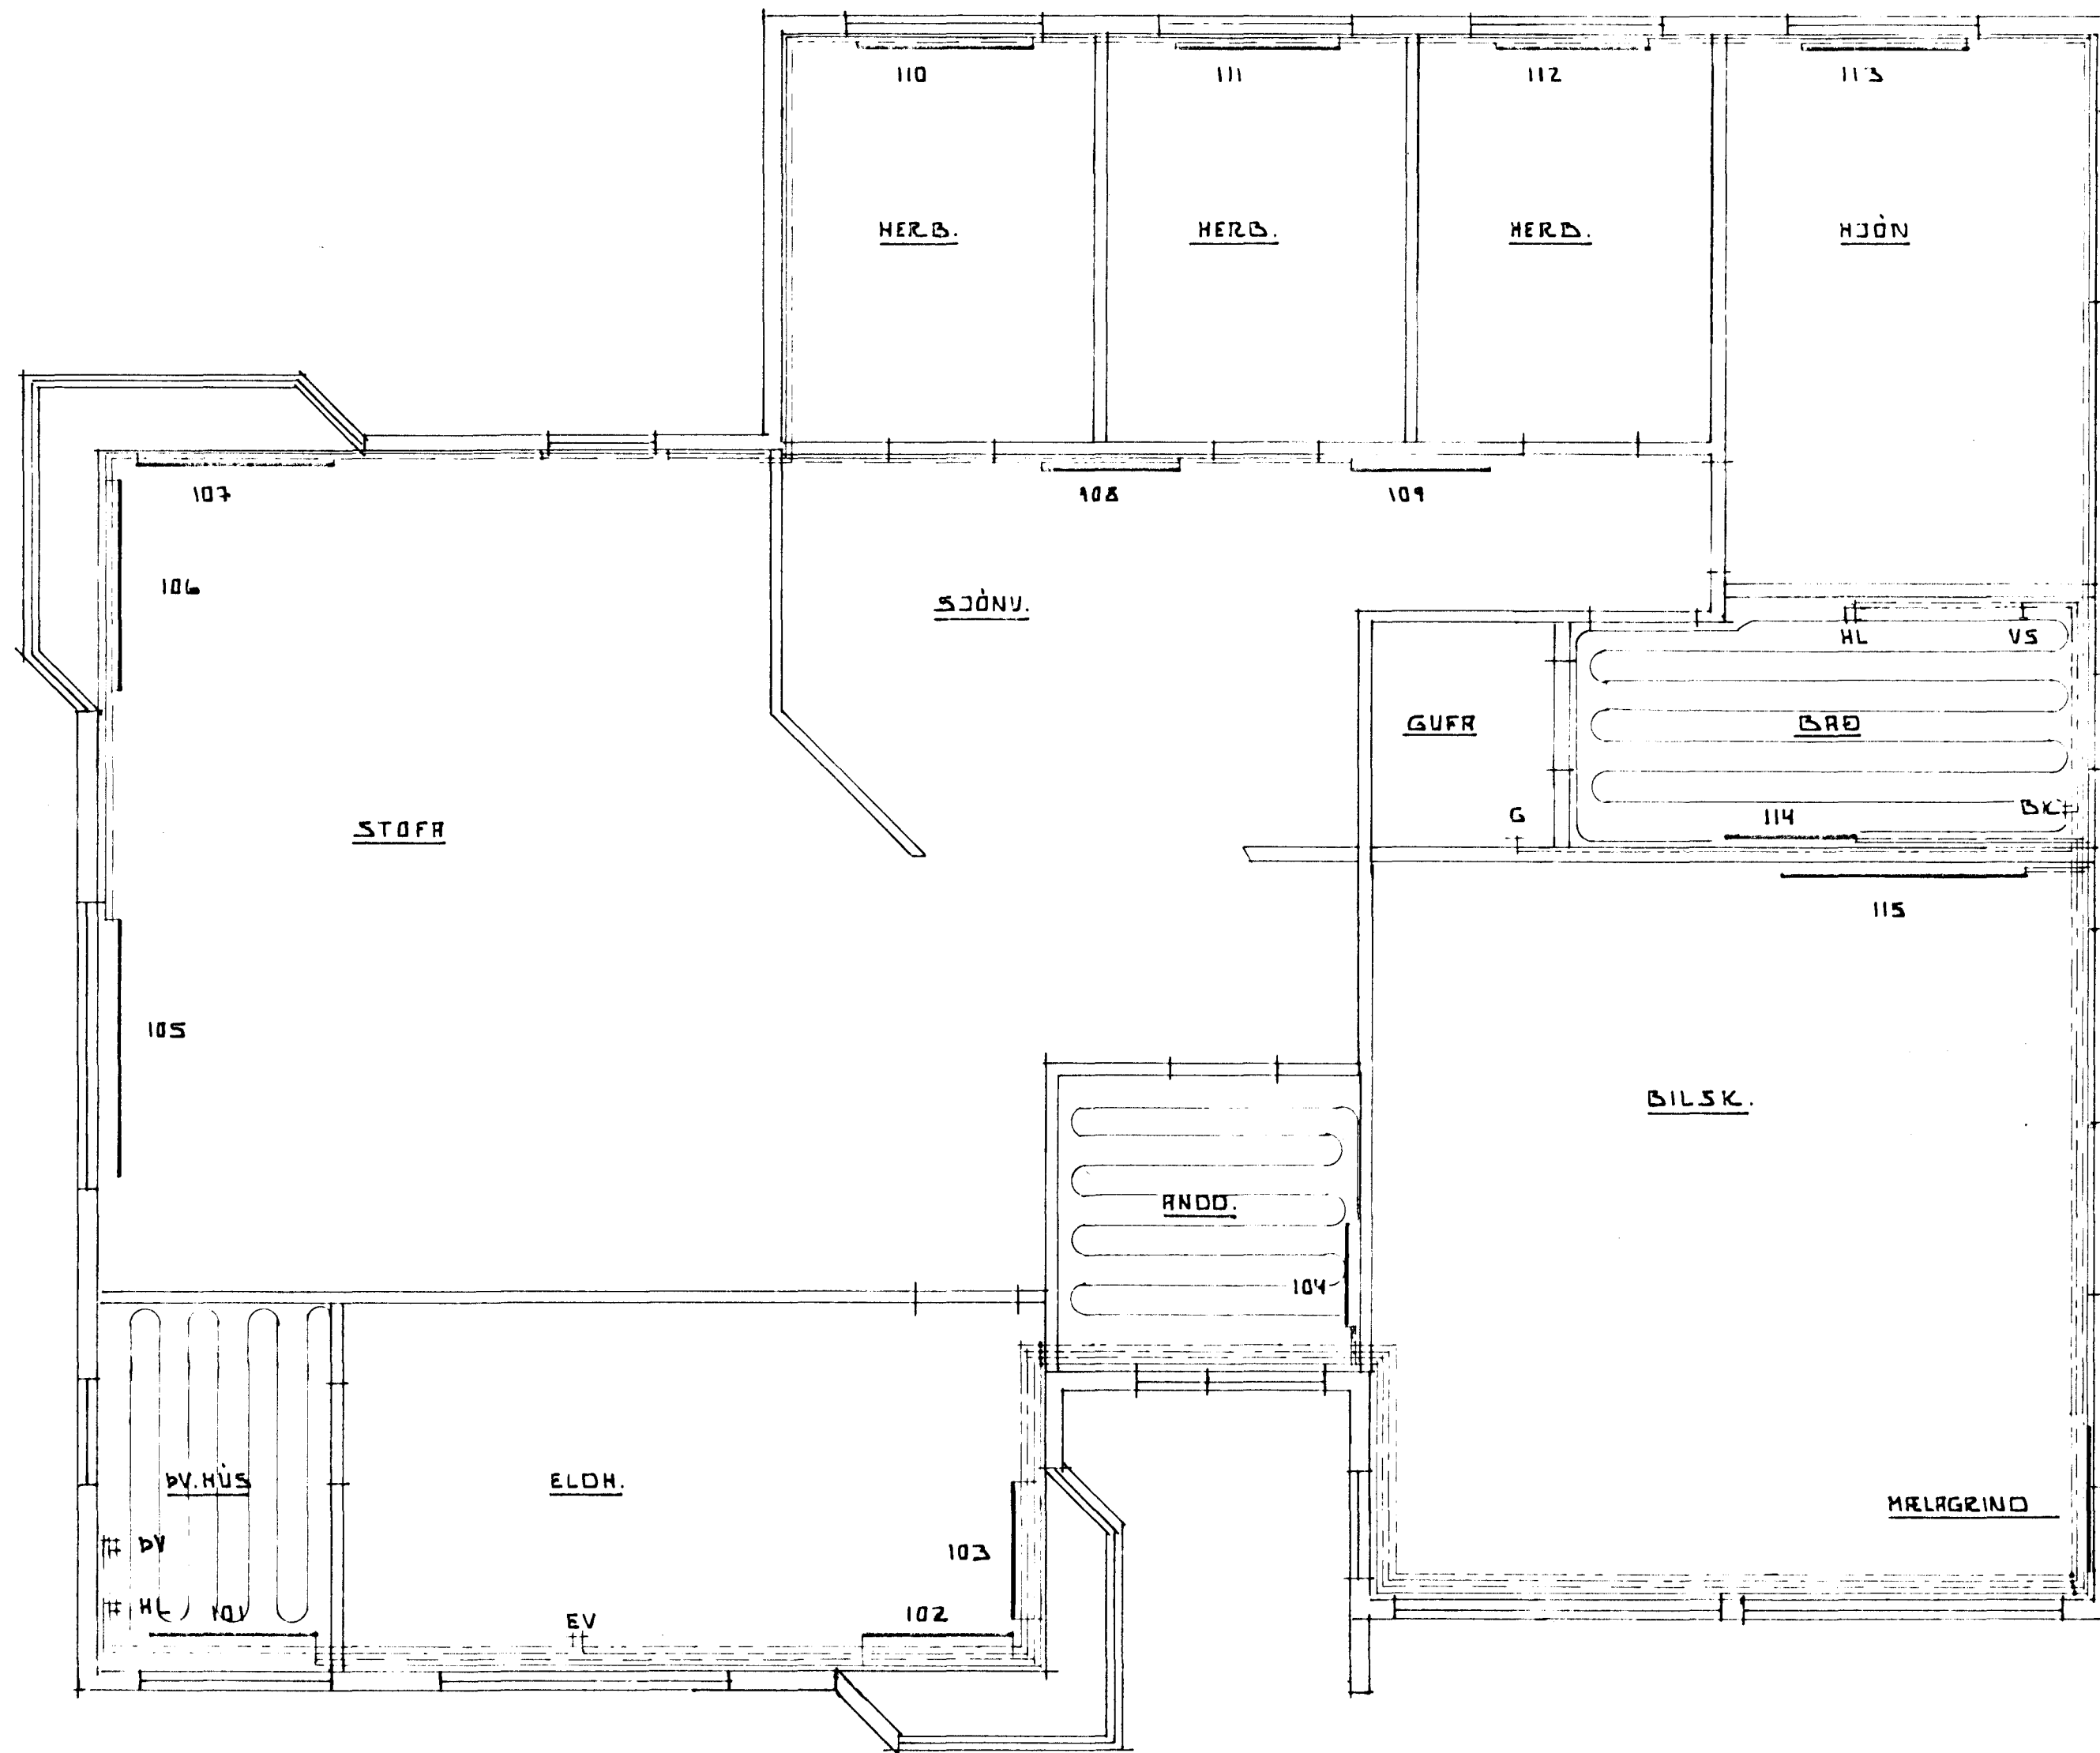 110
111
112
113
HERB.
HERB.
HERB.
HJÓN
107
108
109
106
SJÓNV.
HL
VS
GUFA
BAÐ
STOFA
G
114
BK
115
105
BILSK.
AND.
104
ÞV.HÚS
ELDH.
MÆLAGRIND
ÞV
103
HL
101
EV
102